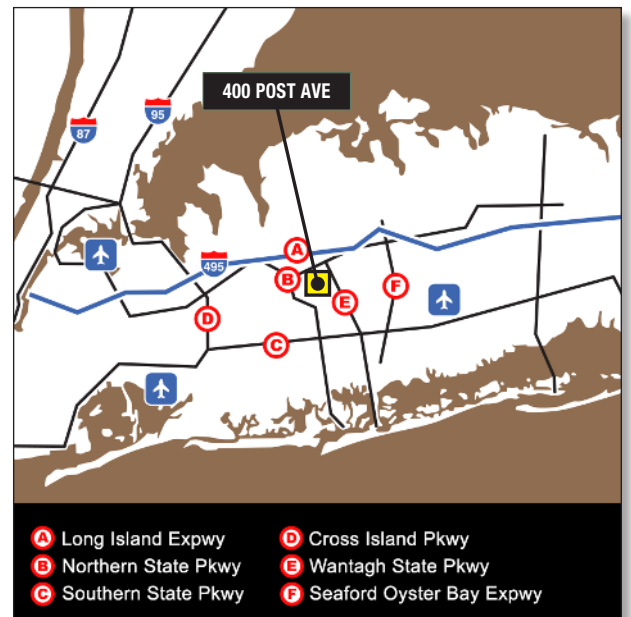 400 POST AVE
95
87
A
495
B
E
F
D
C
A Long Island Expwy
B Northern State Pkwy
C Southern State Pkwy
D Cross Island Pkwy
E Wantagh State Pkwy
F Seaford Oyster Bay Expwy